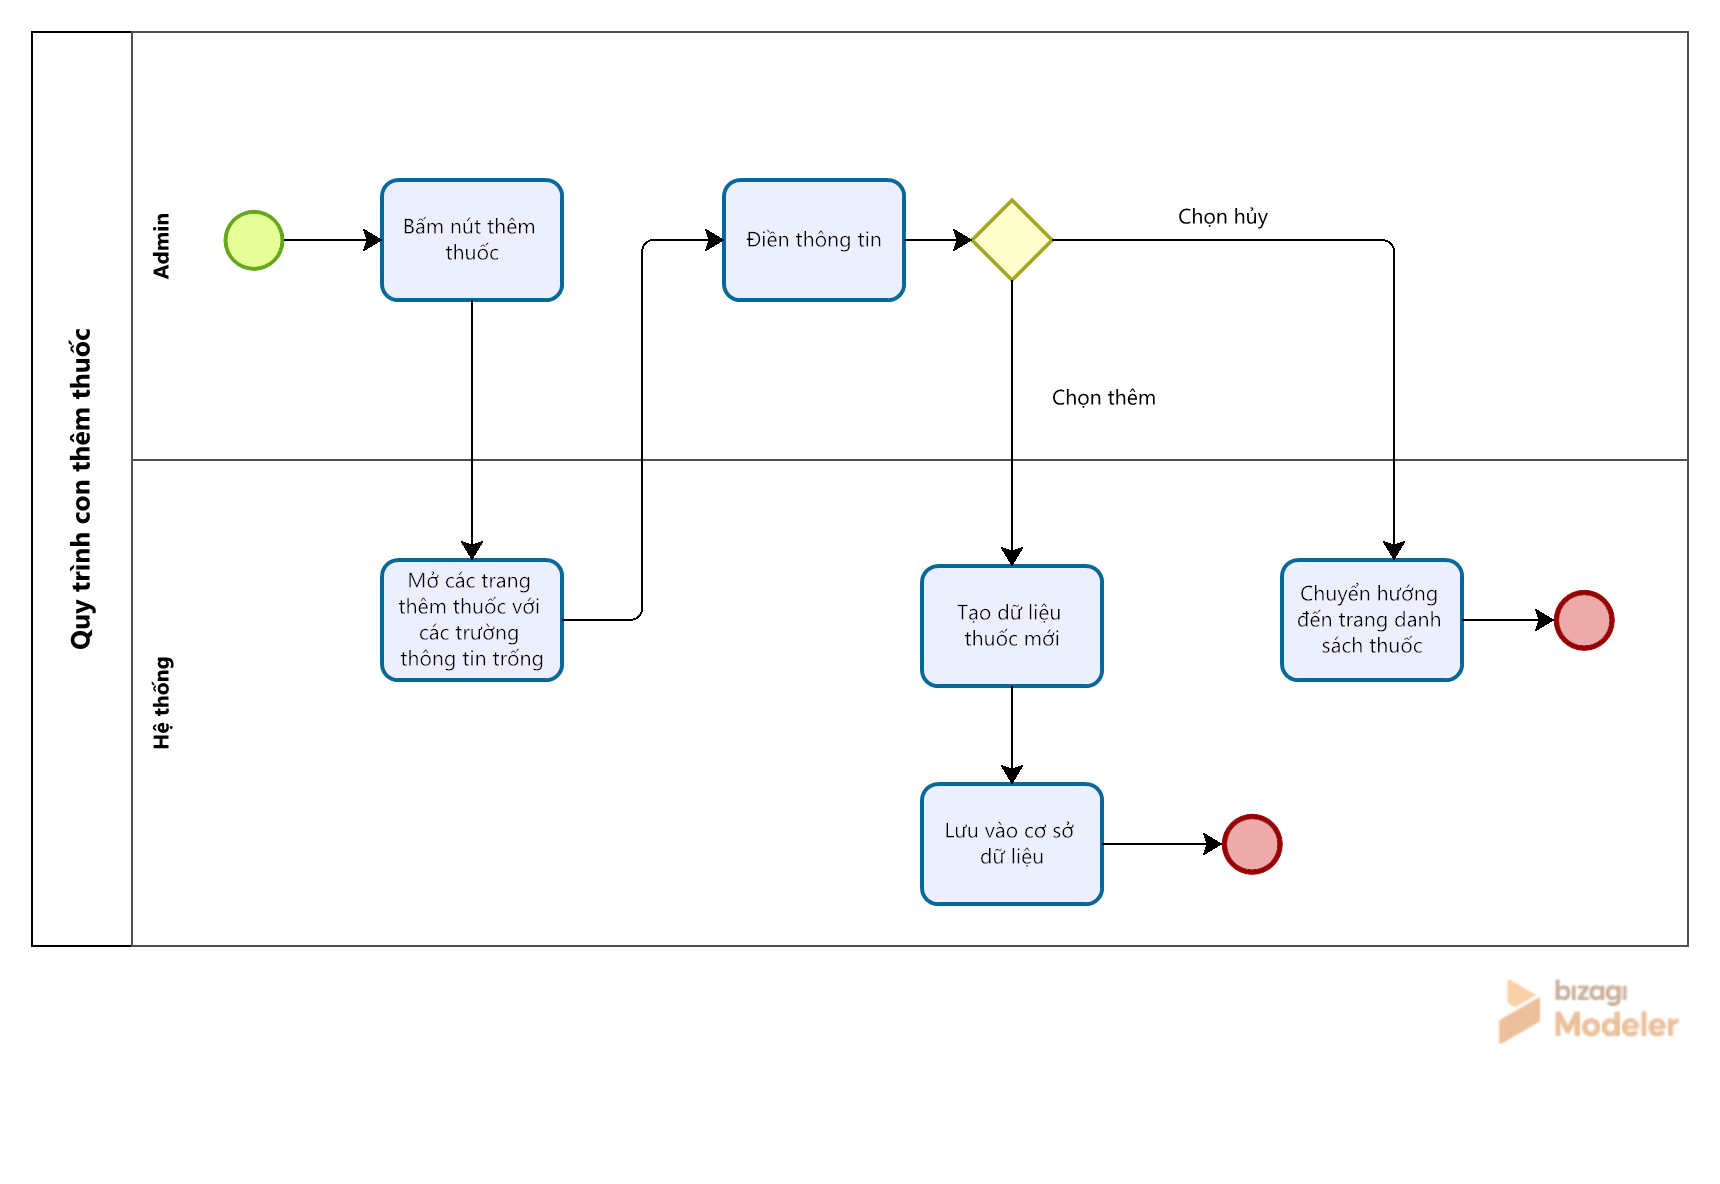 Quy trình con thêm thuốc
Admin
Bấm nút thêm
thuốc
Điền thông tin
Chọn hủy
Chọn thêm
Hệ thống
Mở các trang
thêm thuốc với
các trường
thông tin trống
Tạo dữ liệu
thuốc mới
Chuyển hướng
đến trang danh
sách thuốc
Lưu vào cơ sở
dữ liệu
bizagi
Modeler